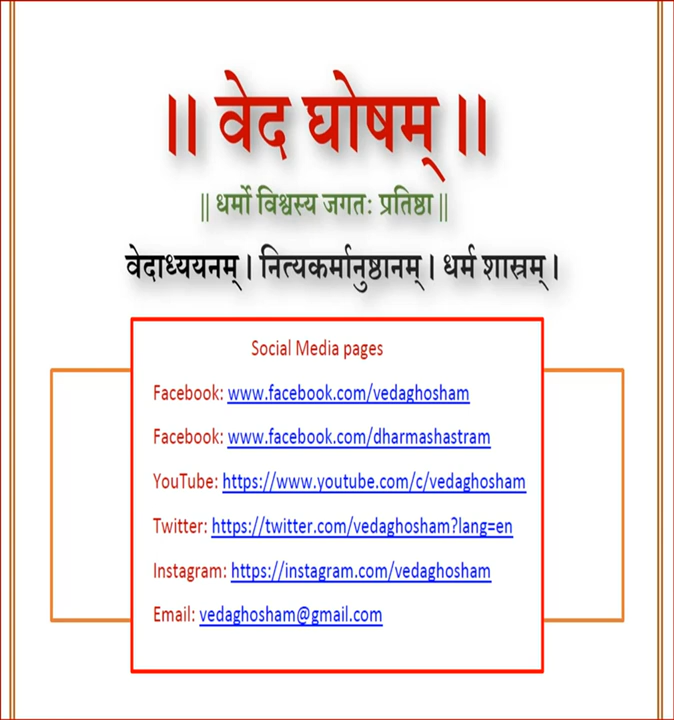 ।। वेद घोषम् ।।
|| धर्मो विश्वस्य जगतः प्रतिष्ठा ||
वेदाध्ययनम् । नित्यकर्मानुष्ठानम् । धर्म शास्त्रम् ।
Social Media pages
Facebook: www.facebook.com/vedaghosham
Facebook: www.facebook.com/dharmashastram
YouTube: https://www.youtube.com/c/vedaghosham
Twitter: https://twitter.com/vedaghosham?lang=en
Instagram: https://instagram.com/vedaghosham
Email: vedaghosham@gmail.com